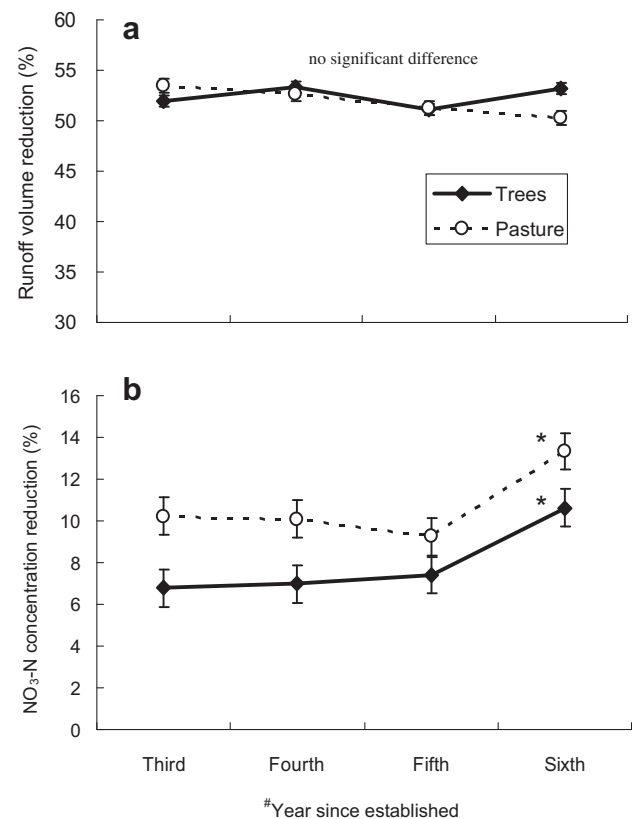 a
no significant difference
Runoff volume reduction (%)
60
55
50
45
40
35
30
Trees
Pasture
b
NO₃-N concentration reduction (%)
16
14
12
10
8
6
4
2
0
*
*
Third Fourth Fifth Sixth
#Year since established